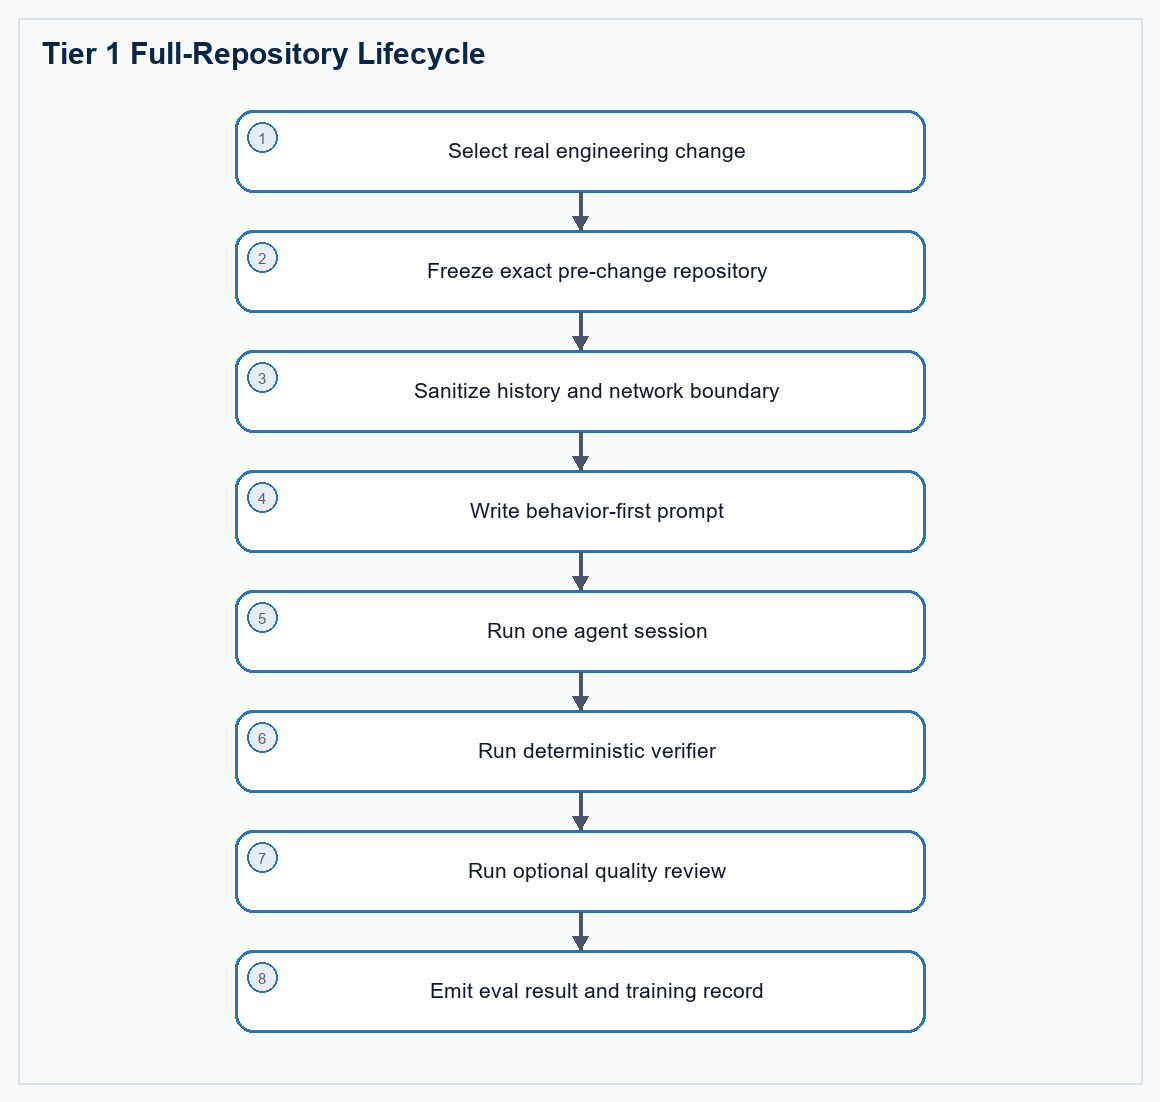 Tier 1 Full-Repository Lifecycle
1
Select real engineering change
2
Freeze exact pre-change repository
3
Sanitize history and network boundary
4
Write behavior-first prompt
5
Run one agent session
6
Run deterministic verifier
7
Run optional quality review
8
Emit eval result and training record